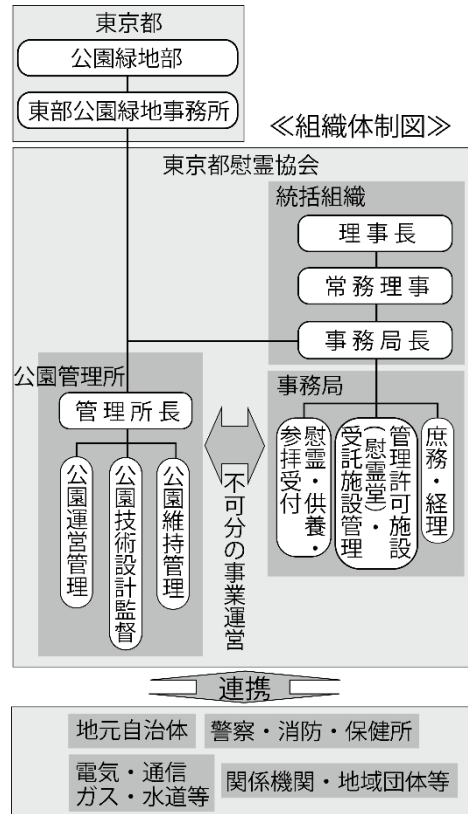 東京都
公園緑地部
東部公園緑地事務所
≪組織体制図≫
東京都慰霊協会
統括組織
理事長
常務理事
事務局長
公園管理所
管理所長
公園運営管理
公園技術設計監督
公園維持管理
不可分の事業運営
事務局
慰霊・供養・
参拝受付
管理許可施設
(慰霊堂)・
受託施設管理
庶務・経理
連携
地元自治体
警察・消防・保健所
電気・通信
ガス・水道等
関係機関・地域団体等